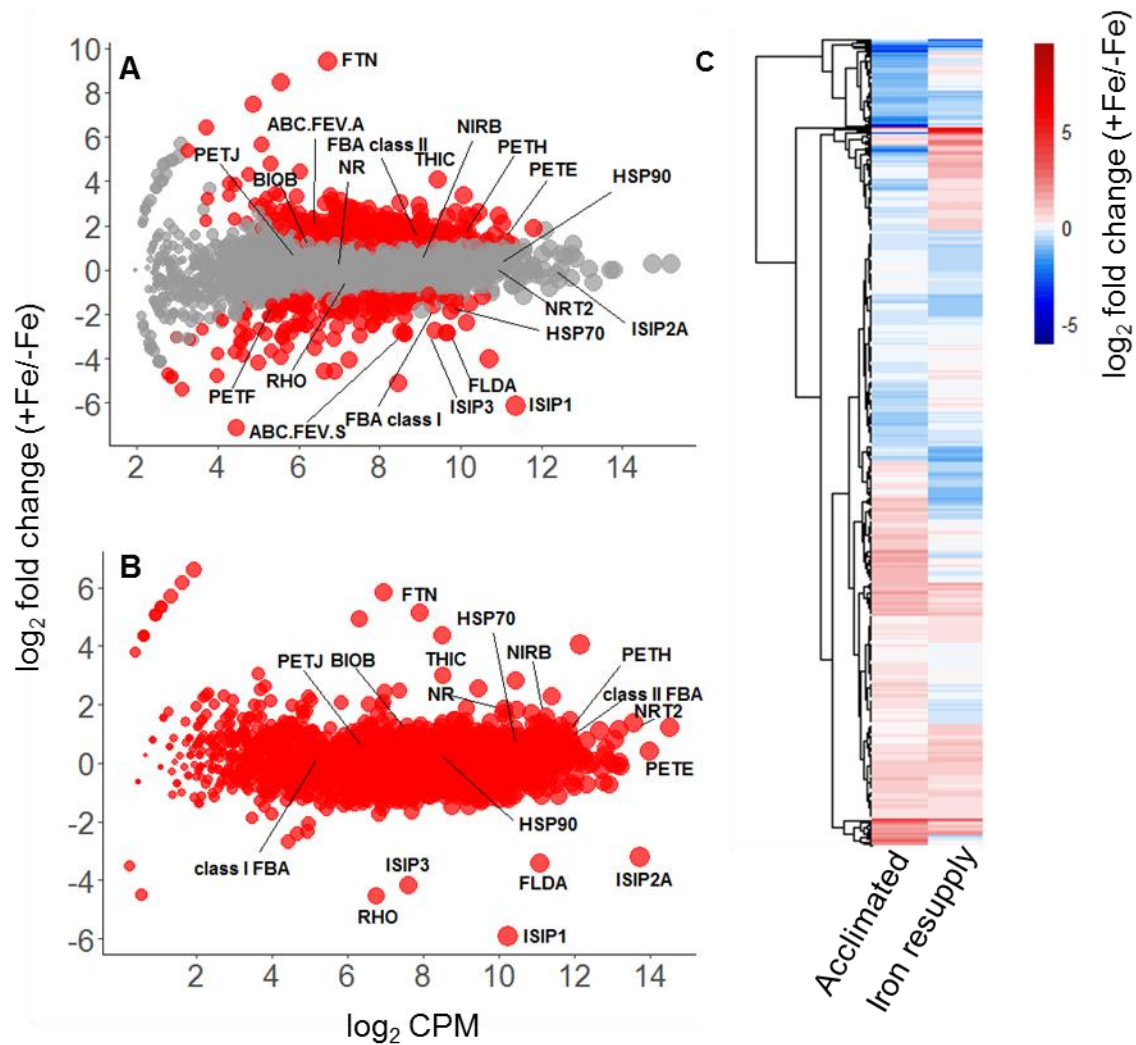 A
10
8
6
4
2
0
-2
-4
-6
FTN
ABC.FEV.A
NIRB
PETJ
FBA class II
THIC
PETH
BIOB
NR
PETE
HSP90
NRT2
ISIP2A
HSP70
PETF
RHO
FLDA
ISIP3
ISIP1
FBA class I
ABC.FEV.S
2 4 6 8 10 12 14
log2 fold change (+Fe/-Fe)
B
6
4
2
0
-2
-4
-6
FTN
HSP70
PETJ BIOB
THIC
NIRB
PETH
NR
class II FBA
NRT2
PETE
HSP90
class I FBA
ISIP3
FLDA
ISIP2A
RHO
ISIP1
2 4 6 8 10 12 14
log2 CPM
C
5
0
-5
log2 fold change (+Fe/-Fe)
Acclimated
Iron resupply